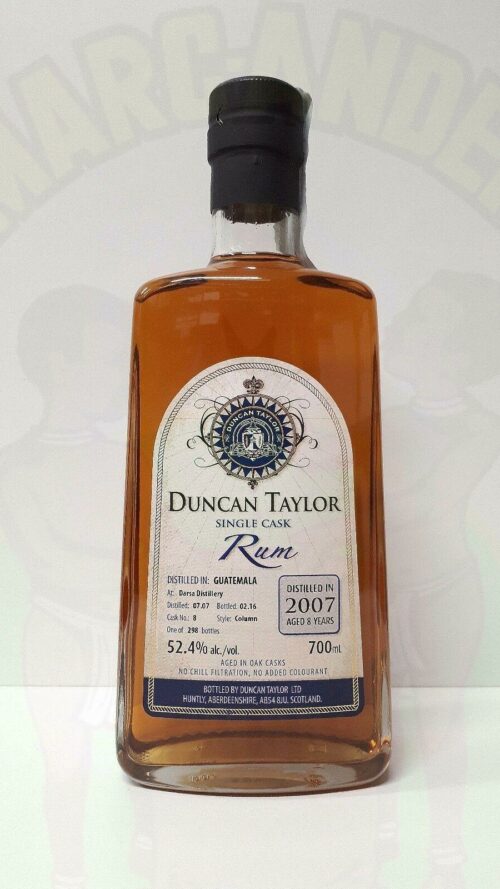 MARC-ANDE
DUNCAN TAYLOR
DUNCAN TAYLOR
SINGLE CASK
Rum
DISTILLED IN: GUATEMALA
At: Darsa Distillery
Distilled: 07.07 Bottled: 02.16
Cask No.: 8 Style: Column
One of 298 bottles
DISTILLED IN
2007
AGED 8 YEARS
52.4% alc./vol. 700ml
AGED IN OAK CASKS
NO CHILL FILTRATION, NO ADDED COLOURANT
BOTTLED BY DUNCAN TAYLOR LTD
HUNTLY, ABERDEENSHIRE, AB54 8JU, SCOTLAND.